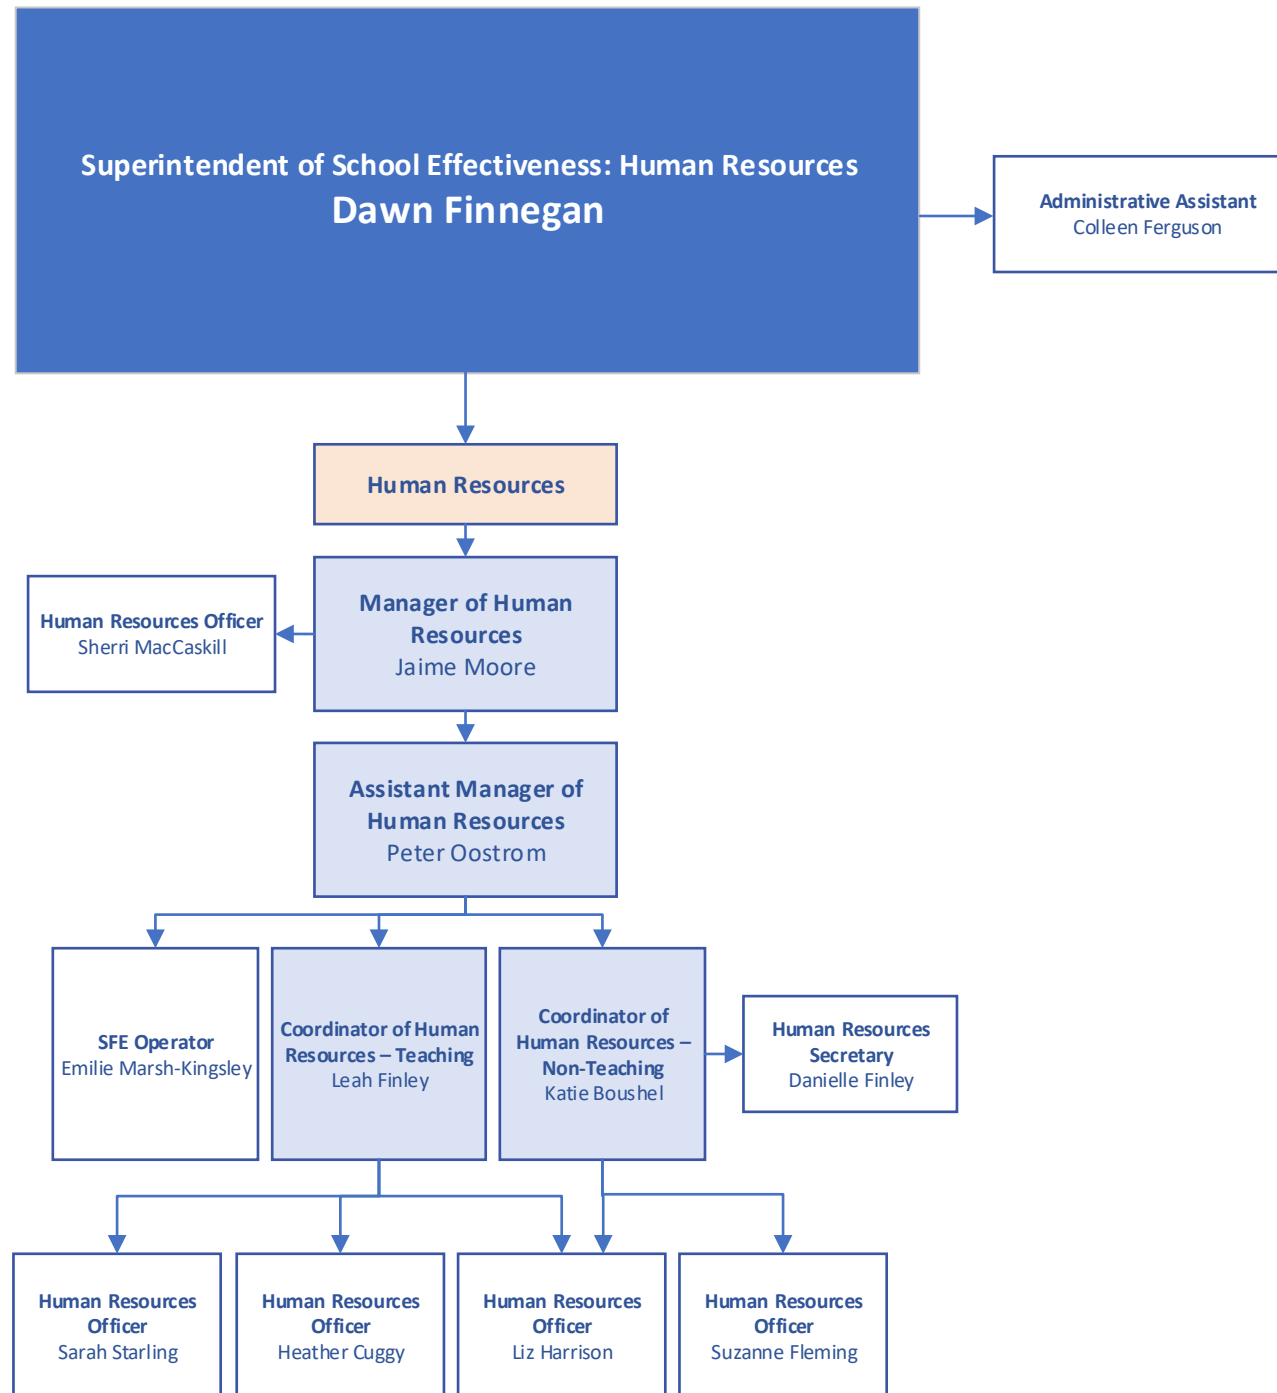 Superintendent of School Effectiveness: Human Resources
Dawn Finnegan
Administrative Assistant
Colleen Ferguson
Human Resources
Manager of Human
Resources
Jaime Moore
Human Resources Officer
Sherri MacCaskill
Assistant Manager of
Human Resources
Peter Oostrom
SFE Operator
Emilie Marsh-Kingsley
Coordinator of Human
Resources – Teaching
Leah Finley
Coordinator of
Human Resources –
Non-Teaching
Katie Boushel
Human Resources
Secretary
Danielle Finley
Human Resources
Officer
Sarah Starling
Human Resources
Officer
Heather Cuggy
Human Resources
Officer
Liz Harrison
Human Resources
Officer
Suzanne Fleming